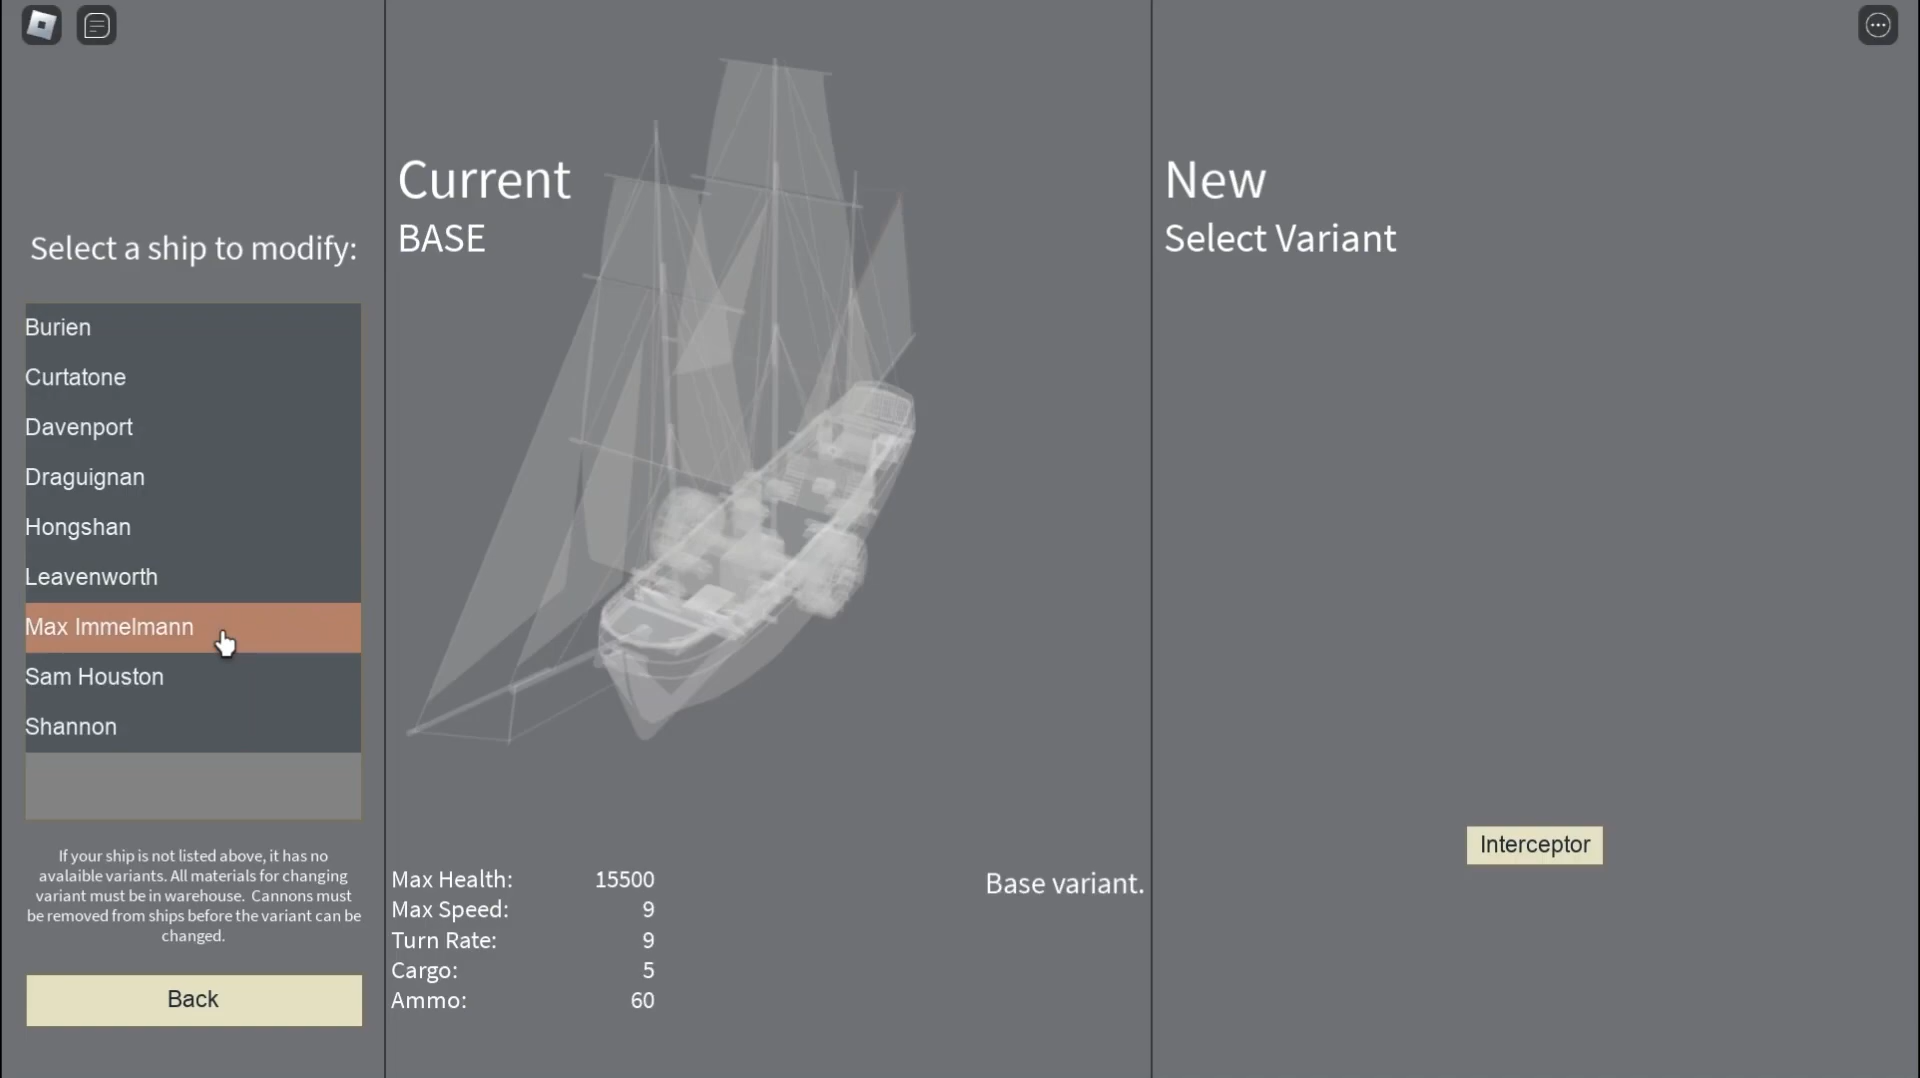 Select a ship to modify:
Burien
Curtatone
Davenport
Draguignan
Hongshan
Leavenworth
Max Immelmann
Sam Houston
Shannon
If your ship is not listed above, it has no
avalaible variants. All materials for changing
variant must be in warehouse. Cannons must
be removed from ships before the variant can be
changed.
Back
Current
BASE
Max Health: 15500
Max Speed: 9
Turn Rate: 9
Cargo: 5
Ammo: 60
Base variant.
New
Select Variant
Interceptor